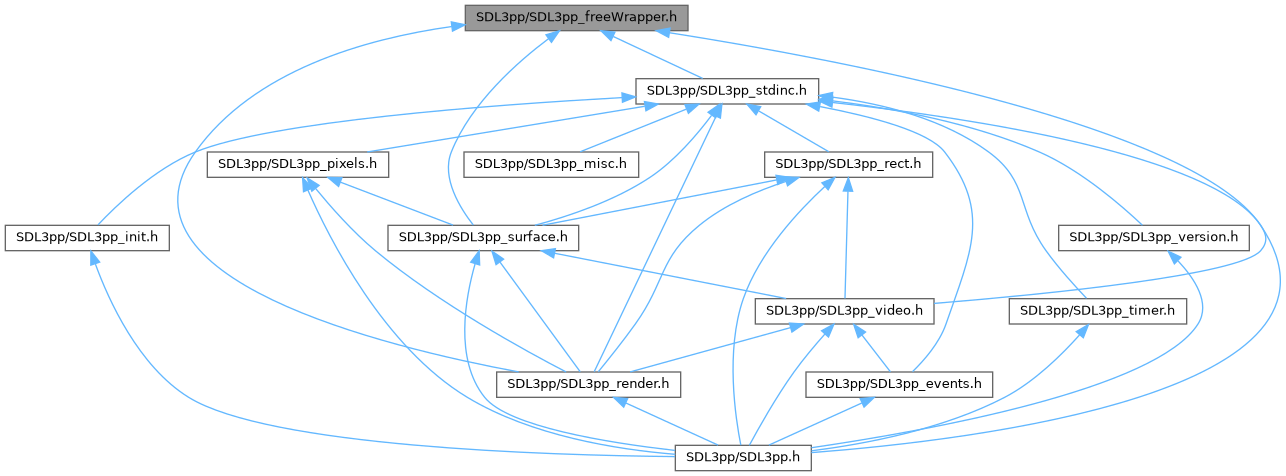 SDL3pp/SDL3pp_freeWrapper.h
SDL3pp/SDL3pp_stdinc.h
SDL3pp/SDL3pp_pixels.h
SDL3pp/SDL3pp_misc.h
SDL3pp/SDL3pp_rect.h
SDL3pp/SDL3pp_init.h
SDL3pp/SDL3pp_surface.h
SDL3pp/SDL3pp_version.h
SDL3pp/SDL3pp_video.h
SDL3pp/SDL3pp_timer.h
SDL3pp/SDL3pp_render.h
SDL3pp/SDL3pp_events.h
SDL3pp/SDL3pp.h